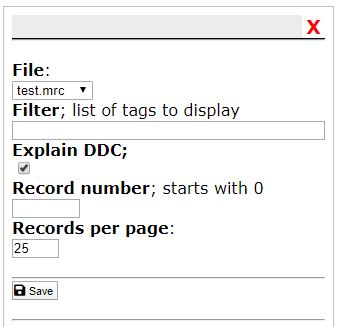 X
File:
test.mrc
Filter; list of tags to display
Explain DDC;
Record number; starts with 0
Records per page:
25
Save